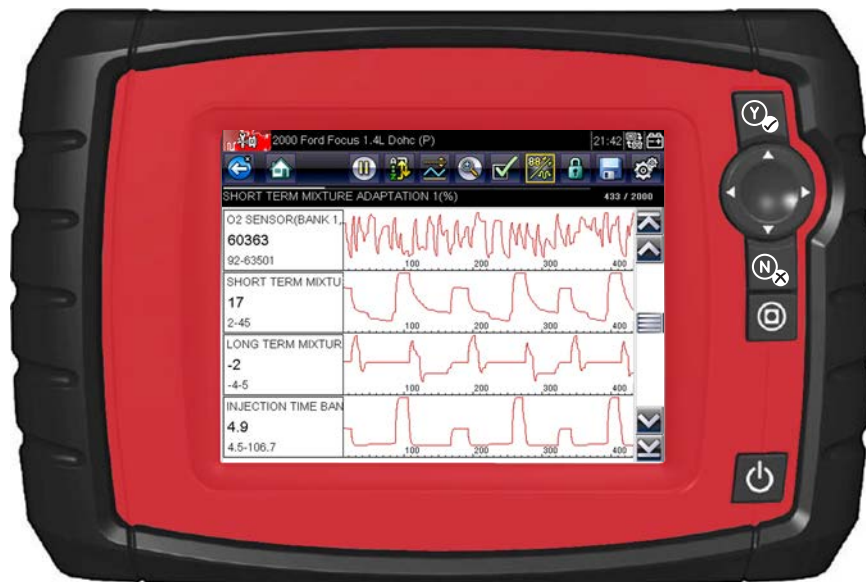 2000 Ford Focus 1.4L Dohc (P)
21:42
SHORT TERM MIXTURE ADAPTATION 1(%)
433 / 2000
O2 SENSOR(BANK 1,
60363
92-63501
100 200 300 400
SHORT TERM MIXTU
17
2-45
100 200 300 400
LONG TERM MIXTUR
-2
-4-5
100 200 300 400
INJECTION TIME BAN
4.9
4.5-106.7
100 200 300 400
Y
N